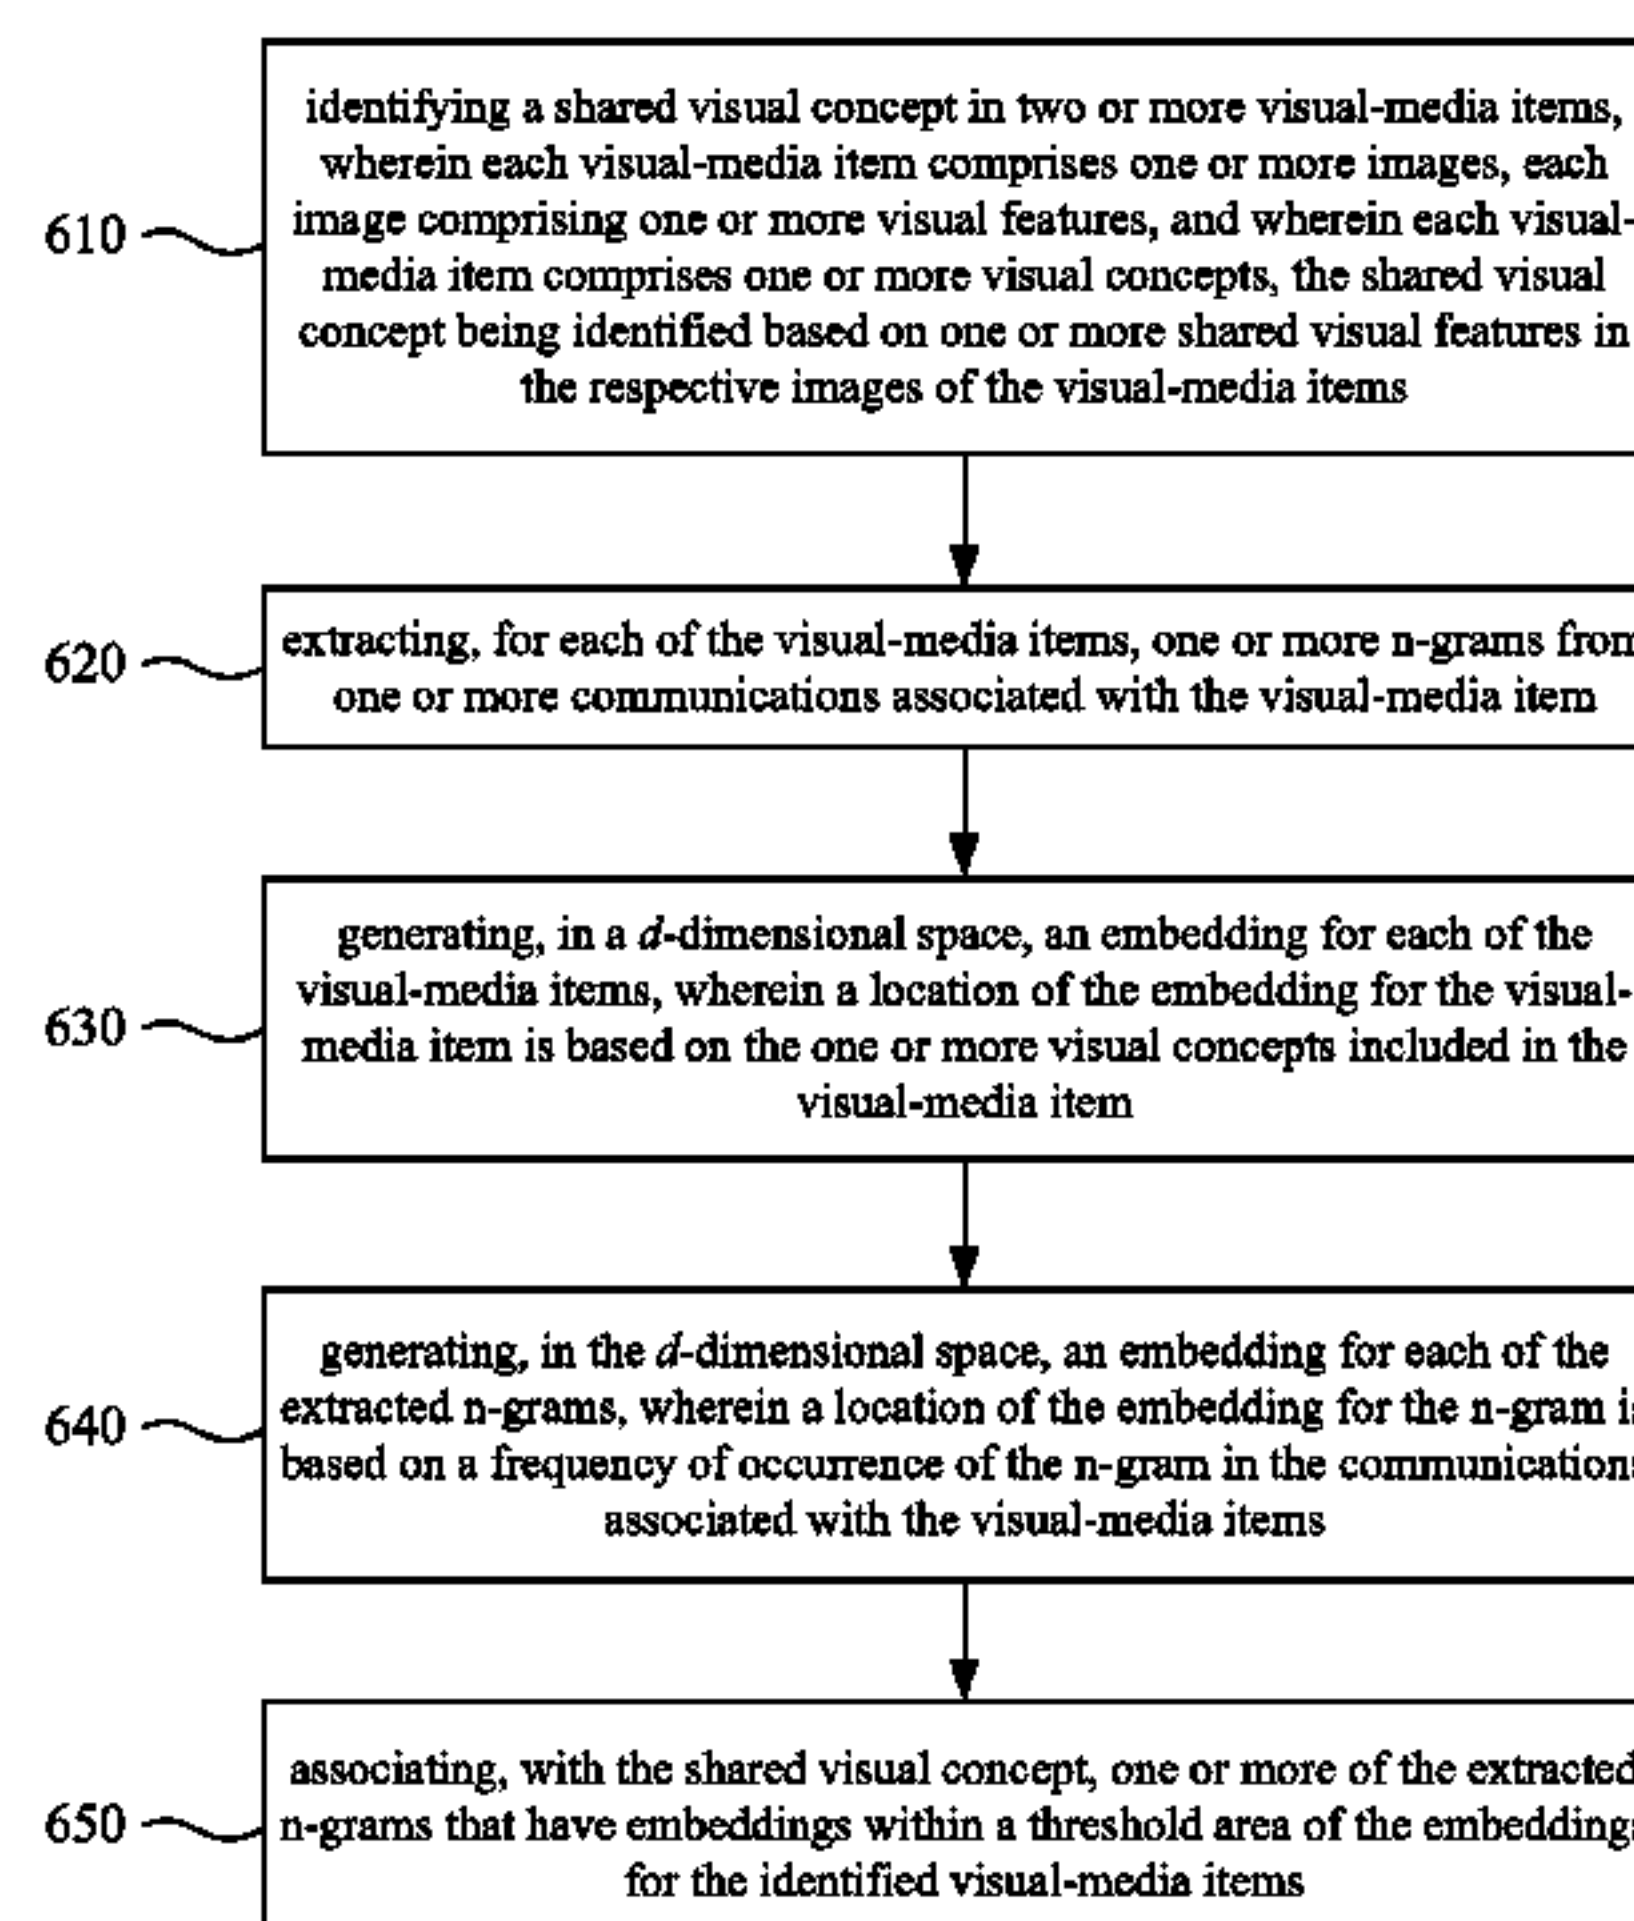 identifying a shared visual concept in two or more visual-media items,
wherein each visual-media item comprises one or more images, each
610
image comprising one or more visual features, and wherein each visual-
media item comprises one or more visual concepts, the shared visual
concept being identified based on one or more shared visual features in
the respective images of the visual-media items
620
extracting, for each of the visual-media items, one or more n-grams from
one or more communications associated with the visual-media item
630
generating, in a d-dimensional space, an embedding for each of the
visual-media items, wherein a location of the embedding for the visual-
media item is based on the one or more visual concepts included in the
visual-media item
640
generating, in the d-dimensional space, an embedding for each of the
extracted n-grams, wherein a location of the embedding for the n-gram is
based on a frequency of occurrence of the n-gram in the communications
associated with the visual-media items
650
associating, with the shared visual concept, one or more of the extracted
n-grams that have embeddings within a threshold area of the embeddings
for the identified visual-media items